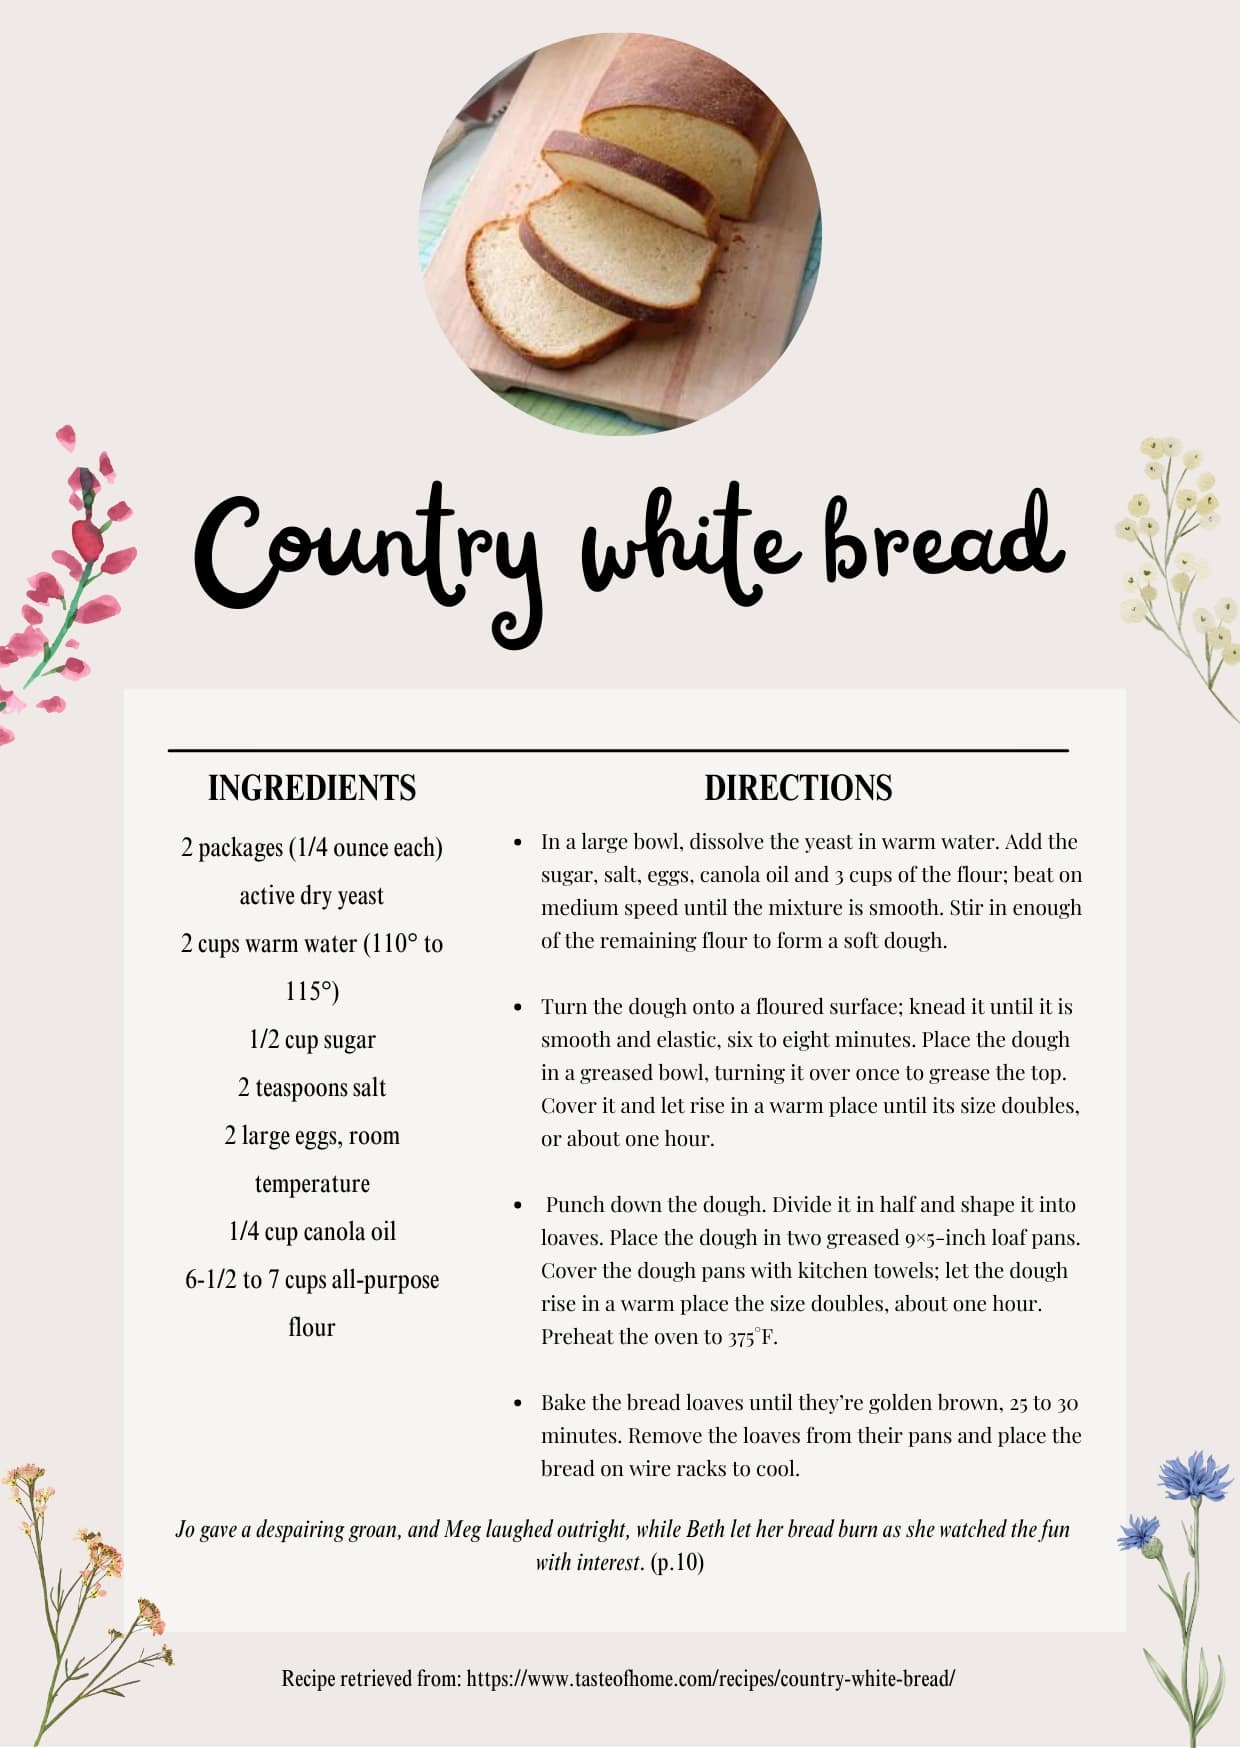 Country white bread
INGREDIENTS
2 packages (1/4 ounce each)
active dry yeast
2 cups warm water (110° to
115°)
1/2 cup sugar
2 teaspoons salt
2 large eggs, room
temperature
1/4 cup canola oil
6-1/2 to 7 cups all-purpose
flour
DIRECTIONS
• In a large bowl, dissolve the yeast in warm water. Add the
sugar, salt, eggs, canola oil and 3 cups of the flour; beat on
medium speed until the mixture is smooth. Stir in enough
of the remaining flour to form a soft dough.
• Turn the dough onto a floured surface; knead it until it is
smooth and elastic, six to eight minutes. Place the dough
in a greased bowl, turning it over once to grease the top.
Cover it and let rise in a warm place until its size doubles,
or about one hour.
• Punch down the dough. Divide it in half and shape it into
loaves. Place the dough in two greased 9×5-inch loaf pans.
Cover the dough pans with kitchen towels; let the dough
rise in a warm place the size doubles, about one hour.
Preheat the oven to 375°F.
• Bake the bread loaves until they’re golden brown, 25 to 30
minutes. Remove the loaves from their pans and place the
bread on wire racks to cool.
Jo gave a despairing groan, and Meg laughed outright, while Beth let her bread burn as she watched the fun
with interest. (p.10)
Recipe retrieved from: https://www.tasteofhome.com/recipes/country-white-bread/